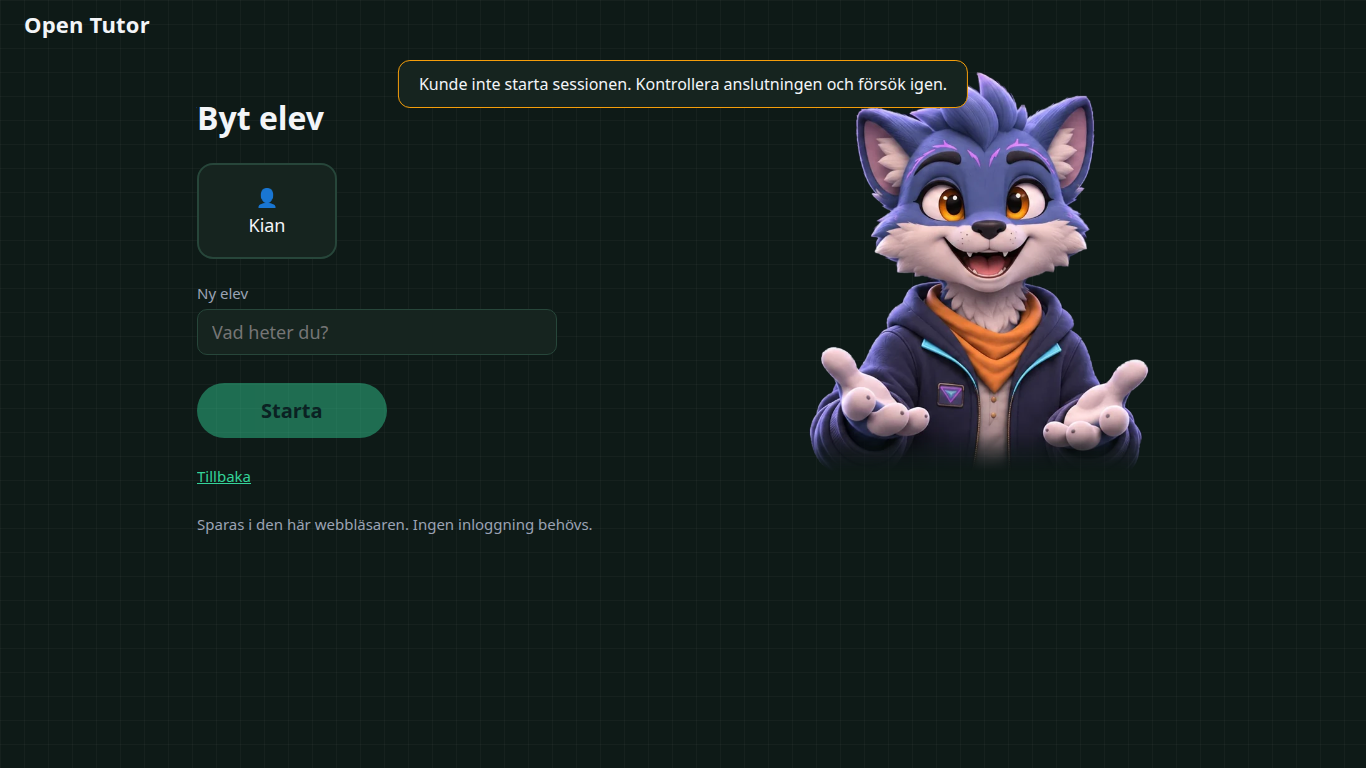 Open Tutor
Kunde inte starta sessionen. Kontrollera anslutningen och försök igen.
Byt elev
Kian
Ny elev
Vad heter du?
Starta
Tillbaka
Sparas i den här webbläsaren. Ingen inloggning behövs.